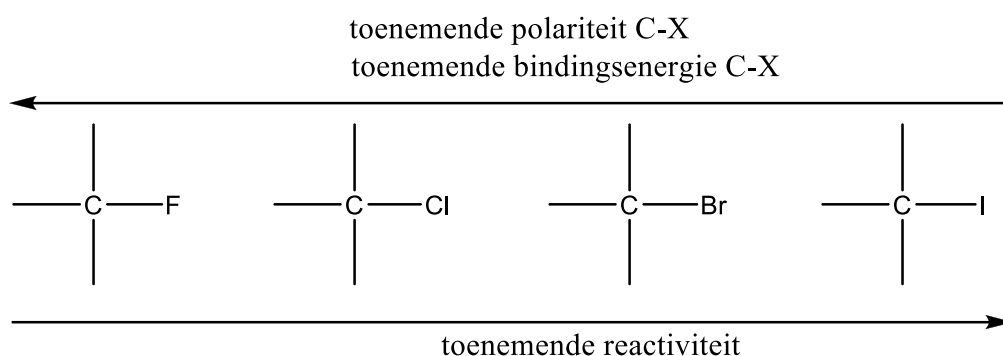 toenemende polariteit C-X
toenemende bindingsenergie C-X
C F C Cl C Br C I
toenemende reactiviteit